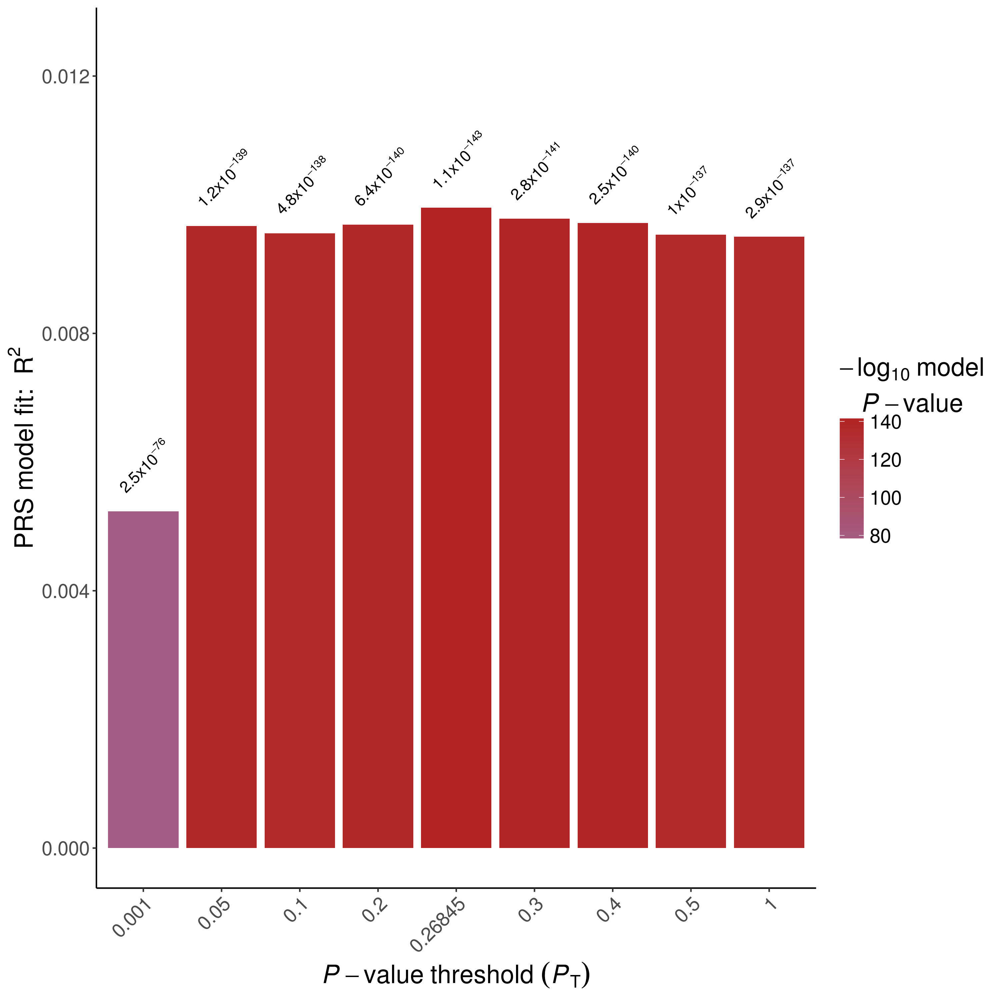 0.012
0.008
0.004
0.000
PRS model fit: R²
2.5x10⁻⁷⁶
1.2x10⁻¹³⁹
4.8x10⁻¹³⁸
6.4x10⁻¹⁴⁰
1.1x10⁻¹⁴³
2.8x10⁻¹⁴¹
2.5x10⁻¹⁴⁰
1x10⁻¹³⁷
2.9x10⁻¹³⁷
0.001
0.05
0.1
0.2
0.26845
0.3
0.4
0.5
1
P − value threshold (P_T)
−log₁₀ model
P − value
140
120
100
80